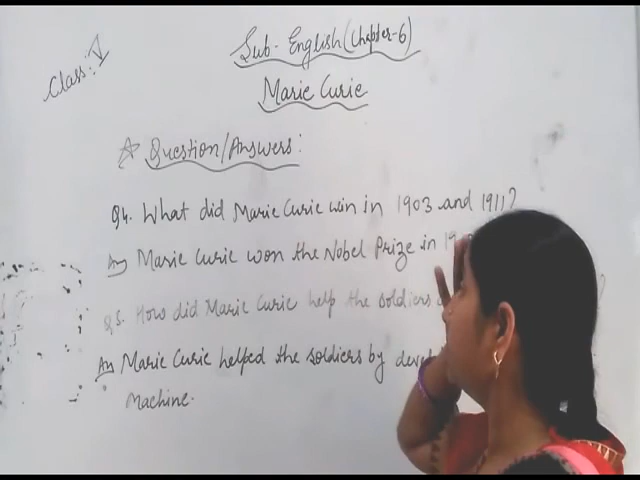 Class: V
Sub- English (Chapter-6)
Marie Curie
Question/Answers:
Q4. What did Marie Curie win in 1903 and 1911?
Ans Marie Curie won the Nobel Prize in
Q5. How did Marie Curie help the soldiers ?
Ans Marie Curie helped the soldiers by
Machine.